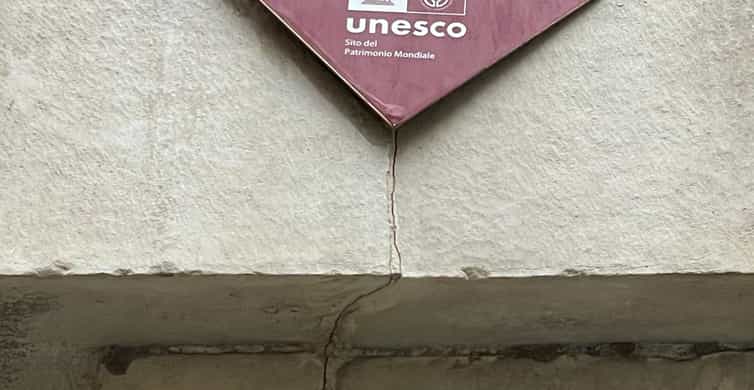 unesco
Sito del
Patrimonio Mondiale